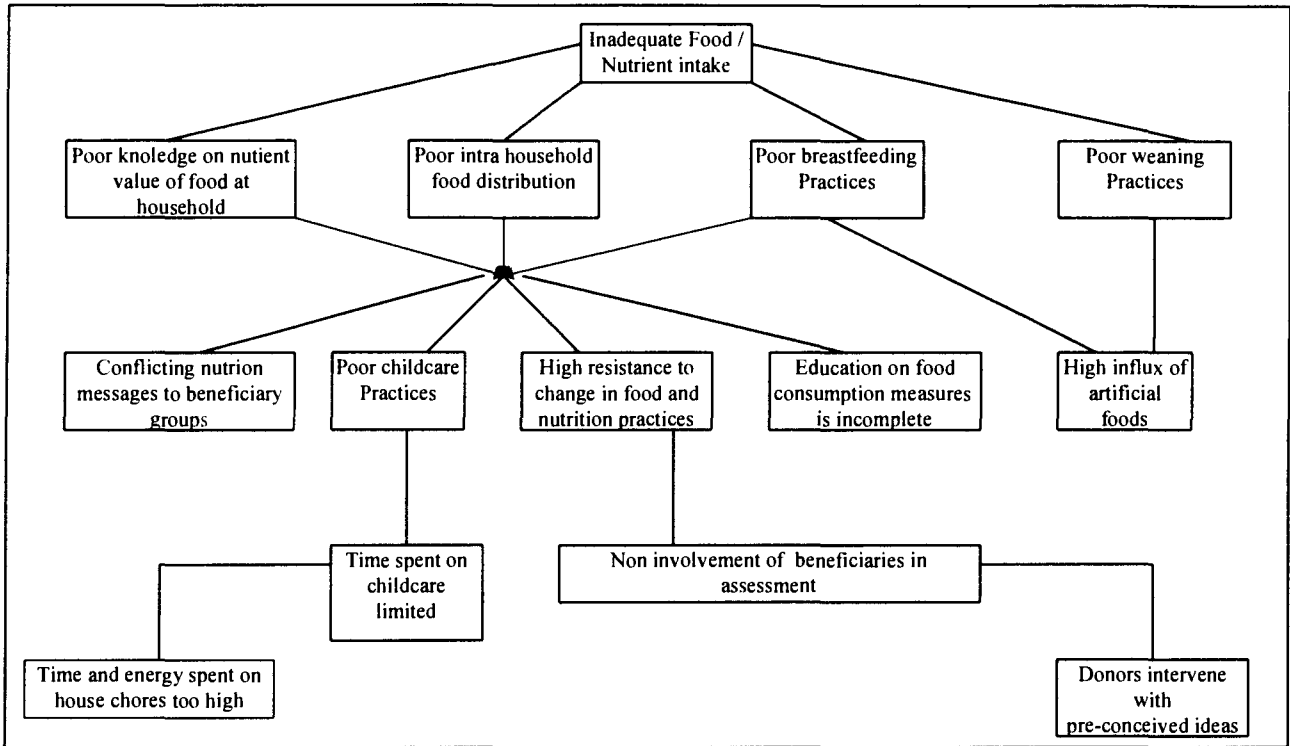 Inadequate Food /
Nutrient intake
Poor knoledge on nutient
value of food at
household
Poor intra household
food distribution
Poor breastfeeding
Practices
Poor weaning
Practices
Conflicting nutrion
messages to beneficiary
groups
Poor childcare
Practices
High resistance to
change in food and
nutrition practices
Education on food
consumption measures
is incomplete
High influx of
artificial
foods
Time spent on
childcare
limited
Non involvement of beneficiaries in
assessment
Time and energy spent on
house chores too high
Donors intervene
with
pre-conceived ideas